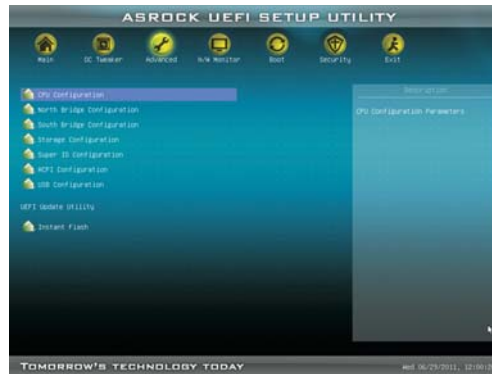 ASROCK UEFI SETUP UTILITY
Main
OC Tweaker
Advanced
H/W Monitor
Boot
Security
Exit
CPU Configuration
North Bridge Configuration
South Bridge Configuration
Storage Configuration
Super IO Configuration
ACPI Configuration
USB Configuration
UEFI Update Utility
Instant Flash
Description
CPU Configuration Parameters
TOMORROW'S TECHNOLOGY TODAY
Wed 06/29/2011,